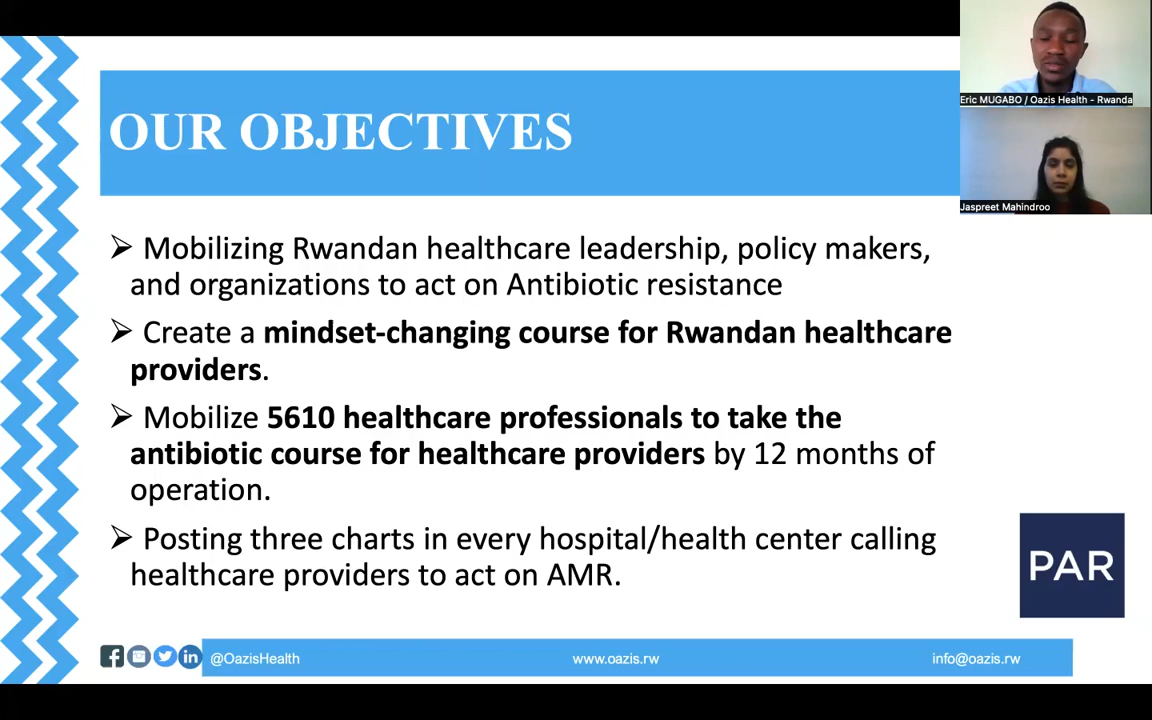 OUR OBJECTIVES
Eric MUGABO / Oazis Health - Rwanda
Jaspreet Mahindroo
➢ Mobilizing Rwandan healthcare leadership, policy makers,
and organizations to act on Antibiotic resistance
➢ Create a mindset-changing course for Rwandan healthcare
providers.
➢ Mobilize 5610 healthcare professionals to take the
antibiotic course for healthcare providers by 12 months of
operation.
➢ Posting three charts in every hospital/health center calling
healthcare providers to act on AMR.
PAR
@OazisHealth
www.oazis.rw
info@oazis.rw